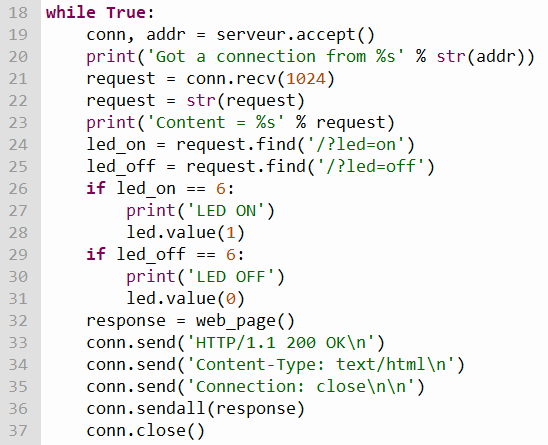 18 while True:
19     conn, addr = serveur.accept()
20     print('Got a connection from %s' % str(addr))
21     request = conn.recv(1024)
22     request = str(request)
23     print('Content = %s' % request)
24     led_on = request.find('/?led=on')
25     led_off = request.find('/?led=off')
26     if led_on == 6:
27         print('LED ON')
28         led.value(1)
29     if led_off == 6:
30         print('LED OFF')
31         led.value(0)
32     response = web_page()
33     conn.send('HTTP/1.1 200 OK\n')
34     conn.send('Content-Type: text/html\n')
35     conn.send('Connection: close\n\n')
36     conn.sendall(response)
37     conn.close()